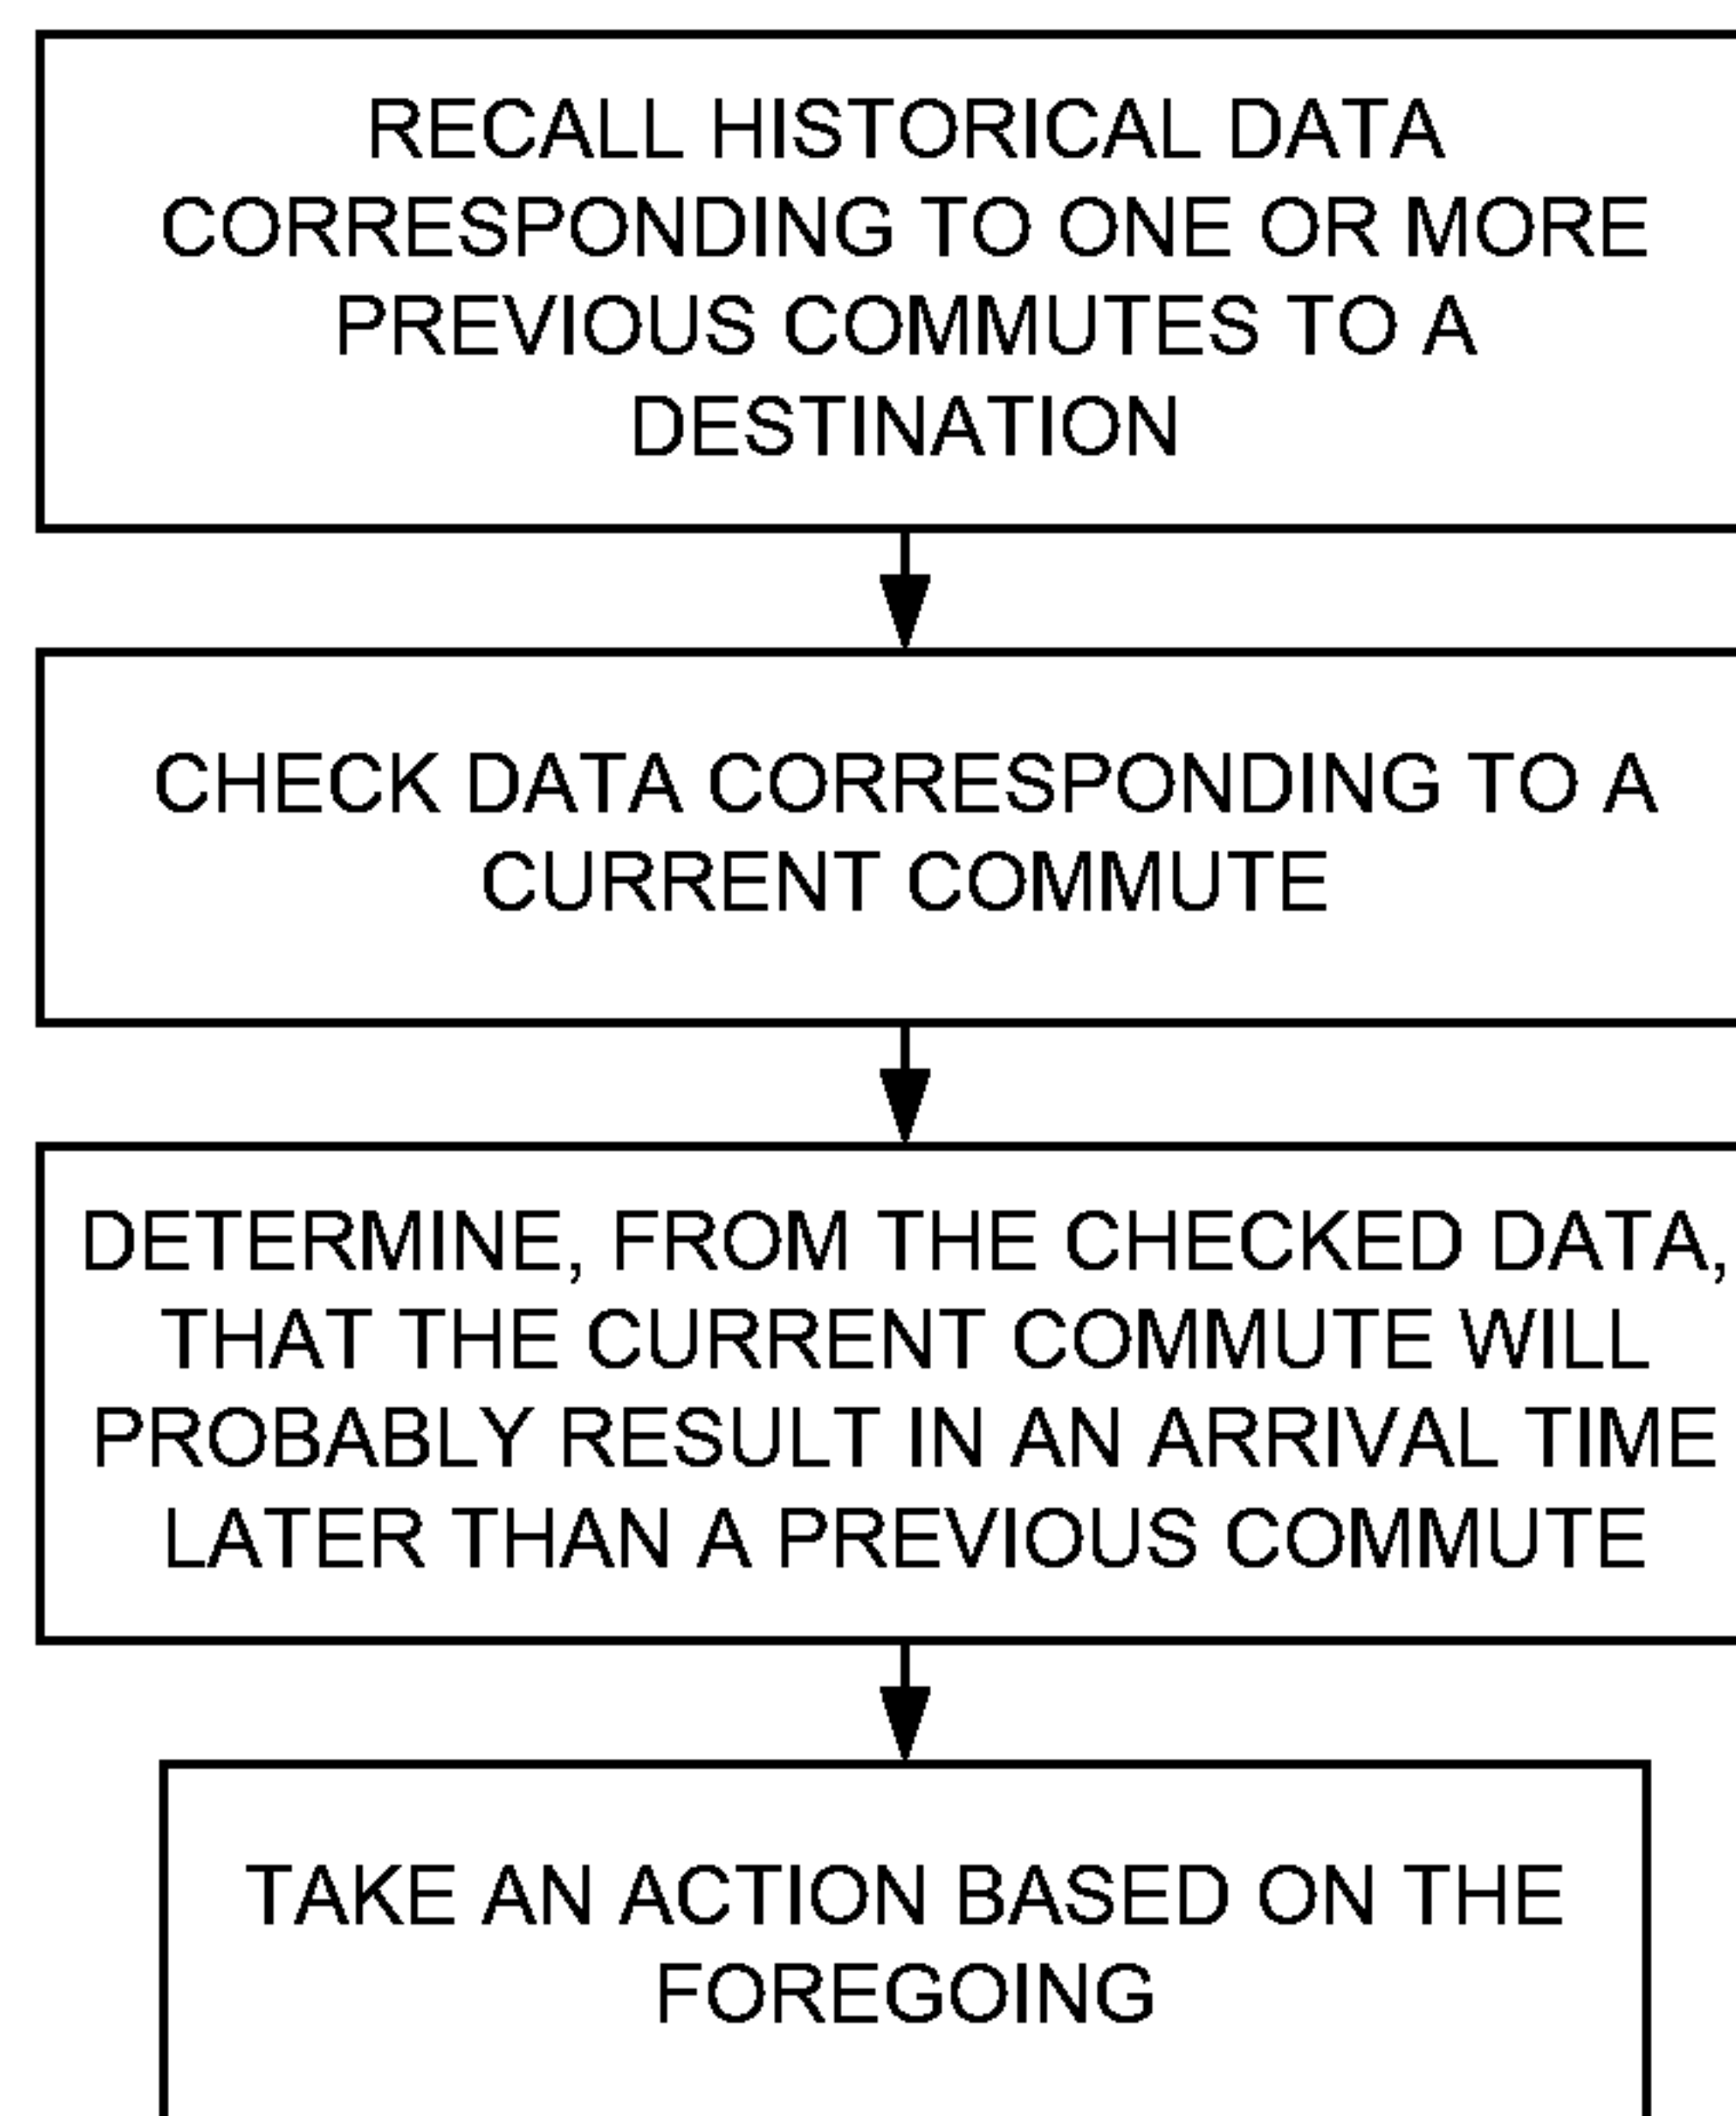 RECALL HISTORICAL DATA
CORRESPONDING TO ONE OR MORE
PREVIOUS COMMUTES TO A
DESTINATION
CHECK DATA CORRESPONDING TO A
CURRENT COMMUTE
DETERMINE, FROM THE CHECKED DATA,
THAT THE CURRENT COMMUTE WILL
PROBABLY RESULT IN AN ARRIVAL TIME
LATER THAN A PREVIOUS COMMUTE
TAKE AN ACTION BASED ON THE
FOREGOING